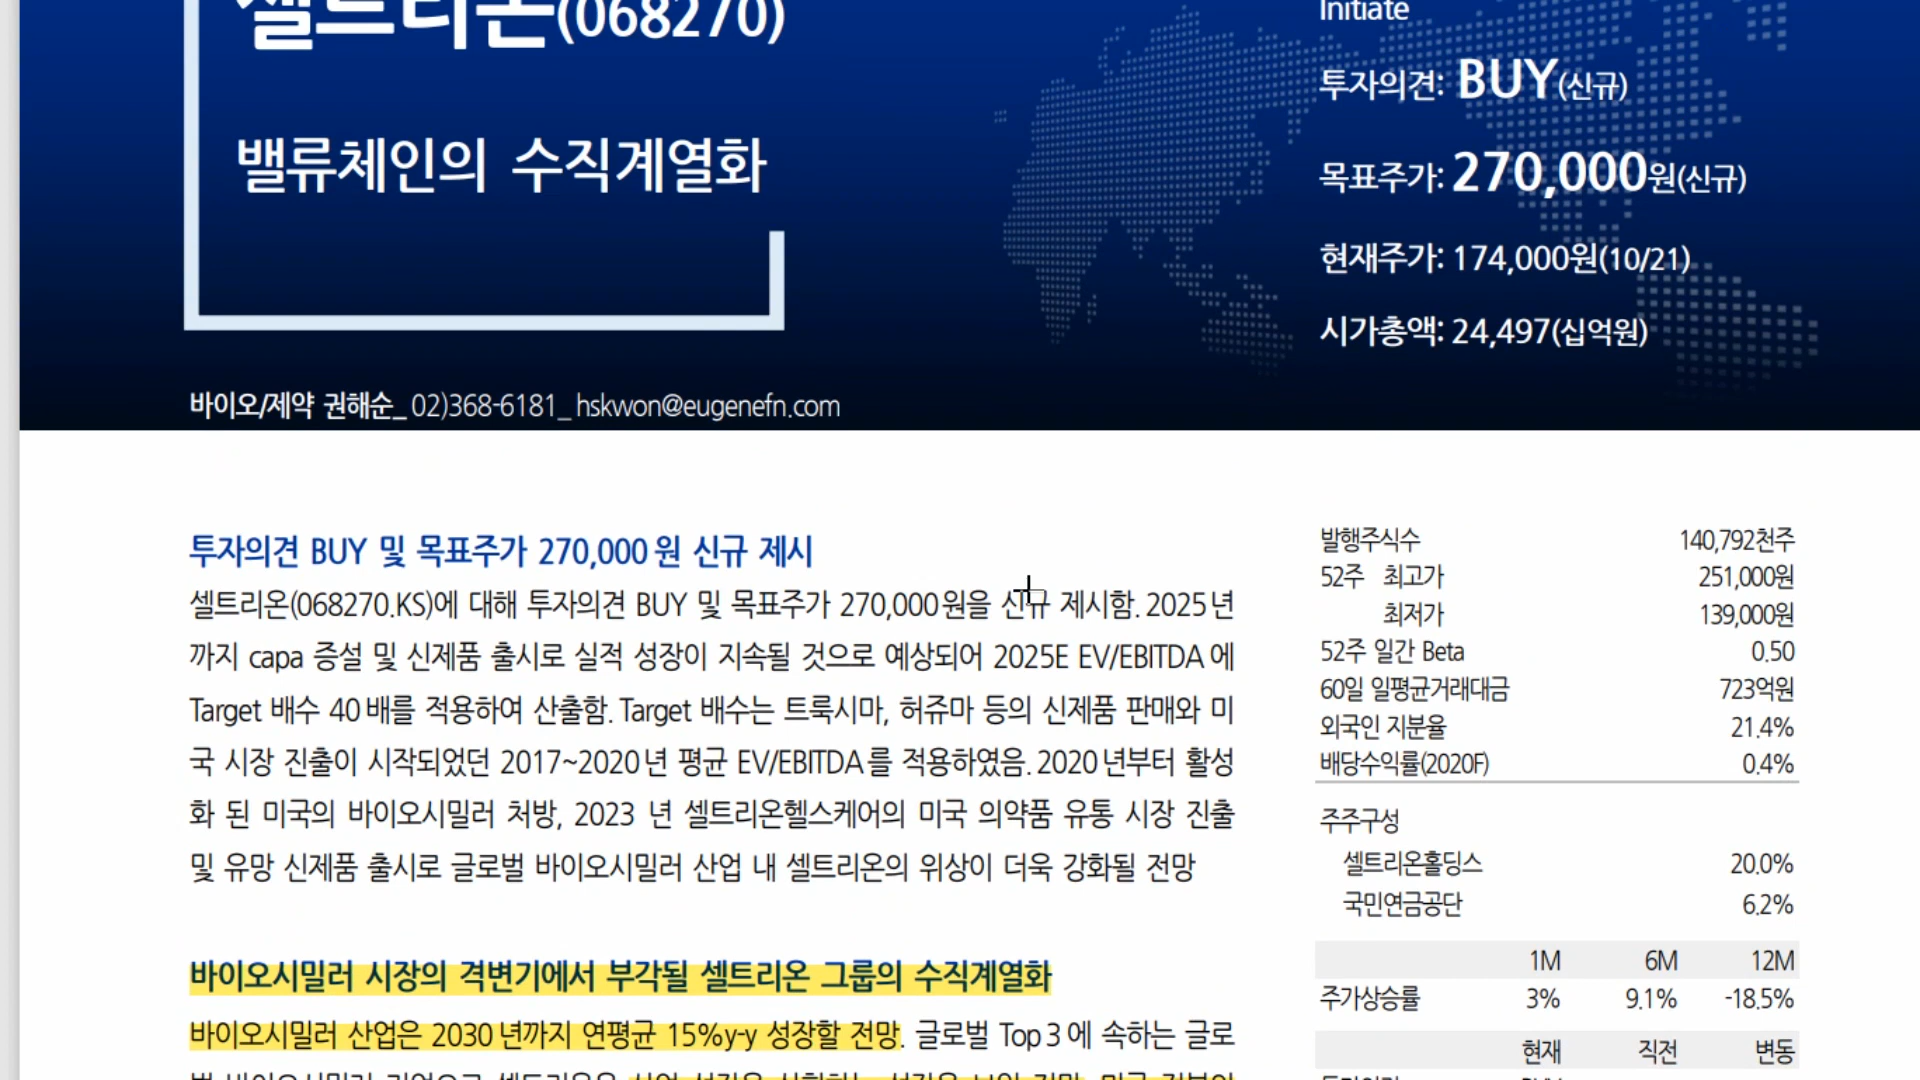 셀트리온(068270)
밸류체인의 수직계열화
바이오/제약 권해순_ 02)368-6181_ hskwon@eugenefn.com
Initiate
투자의견: BUY(신규)
목표주가: 270,000원(신규)
현재주가: 174,000원(10/21)
시가총액: 24,497(십억원)
투자의견 BUY 및 목표주가 270,000원 신규 제시
셀트리온(068270.KS)에 대해 투자의견 BUY 및 목표주가 270,000원을 신규 제시함. 2025년
까지 capa 증설 및 신제품 출시로 실적 성장이 지속될 것으로 예상되어 2025E EV/EBITDA에
Target 배수 40배를 적용하여 산출함. Target 배수는 트룩시마, 허쥬마 등의 신제품 판매와 미
국 시장 진출이 시작되었던 2017~2020년 평균 EV/EBITDA를 적용하였음. 2020년부터 활성
화 된 미국의 바이오시밀러 처방, 2023 년 셀트리온헬스케어의 미국 의약품 유통 시장 진출
및 유망 신제품 출시로 글로벌 바이오시밀러 산업 내 셀트리온의 위상이 더욱 강화될 전망
바이오시밀러 시장의 격변기에서 부각될 셀트리온 그룹의 수직계열화
바이오시밀러 산업은 2030년까지 연평균 15%y-y 성장할 전망. 글로벌 Top3에 속하는 글로
발행주식수 140,792천주
52주 최고가 251,000원
최저가 139,000원
52주 일간 Beta 0.50
60일 일평균거래대금 723억원
외국인 지분율 21.4%
배당수익률(2020F) 0.4%
주주구성
셀트리온홀딩스 20.0%
국민연금공단 6.2%
1M 6M 12M
주가상승률 3% 9.1% -18.5%
현재 직전 변동